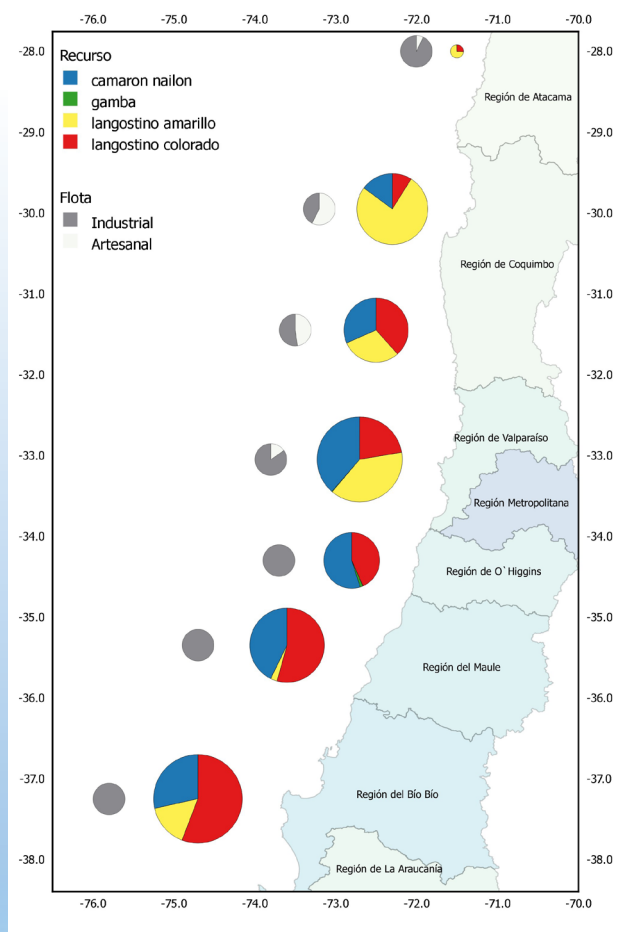 -76.0 -75.0 -74.0 -73.0 -72.0 -71.0 -70.0
-28.0 -28.0
Recurso
camaron nailon
gamba
langostino amarillo
langostino colorado
Región de Atacama
-29.0 -29.0
Flota
Industrial
Artesanal
-30.0 -30.0
Región de Coquimbo
-31.0 -31.0
-32.0 -32.0
Región de Valparaíso
-33.0 -33.0
Región Metropolitana
-34.0 -34.0
Región de O`Higgins
-35.0 -35.0
Región del Maule
-36.0 -36.0
-37.0 -37.0
Región del Bío Bío
-38.0 -38.0
Región de La Araucanía
-76.0 -75.0 -74.0 -73.0 -72.0 -71.0 -70.0